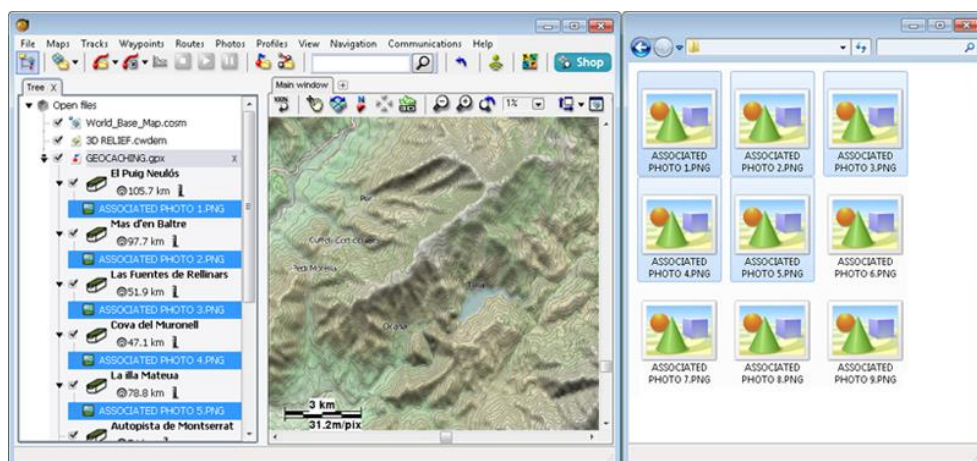 File Maps Tracks Waypoints Routes Photos Profiles View Navigation Communications Help
Shop
Tree X
Main window
100%
1%
Open files
World_Base_Map.cosm
3D RELIEF.cwdem
GEOCACHING.gpx X
El Puig Neulós
105.7 km
ASSOCIATED PHOTO 1.PNG
Mas d'en Baltre
97.7 km
ASSOCIATED PHOTO 2.PNG
Las Fuentes de Rellinars
51.9 km
ASSOCIATED PHOTO 3.PNG
Cova del Muronell
47.1 km
ASSOCIATED PHOTO 4.PNG
La illa Mateua
78.8 km
ASSOCIATED PHOTO 5.PNG
Autopista de Montserrat
3 km
31.2m/pix
ASSOCIATED
PHOTO 1.PNG
ASSOCIATED
PHOTO 2.PNG
ASSOCIATED
PHOTO 3.PNG
ASSOCIATED
PHOTO 4.PNG
ASSOCIATED
PHOTO 5.PNG
ASSOCIATED
PHOTO 6.PNG
ASSOCIATED
PHOTO 7.PNG
ASSOCIATED
PHOTO 8.PNG
ASSOCIATED
PHOTO 9.PNG